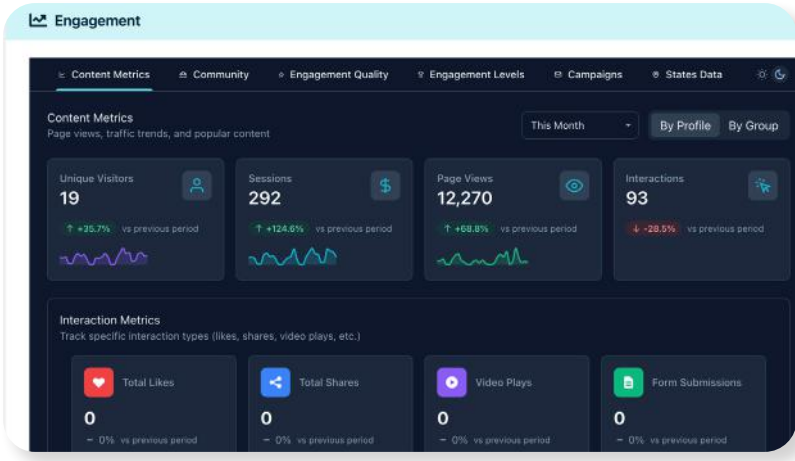 Engagement
Content Metrics Community Engagement Quality Engagement Levels Campaigns States Data
Content Metrics
Page views, traffic trends, and popular content
This Month By Profile By Group
Unique Visitors Sessions Page Views Interactions
19 292 12,270 93
↑ +35.7% vs previous period ↑ +124.6% vs previous period ↑ +68.8% vs previous period ↓ -28.5% vs previous period
Interaction Metrics
Track specific interaction types (likes, shares, video plays, etc.)
Total Likes Total Shares Video Plays Form Submissions
0 0 0 0
– 0% vs previous period – 0% vs previous period – 0% vs previous period – 0% vs previous period